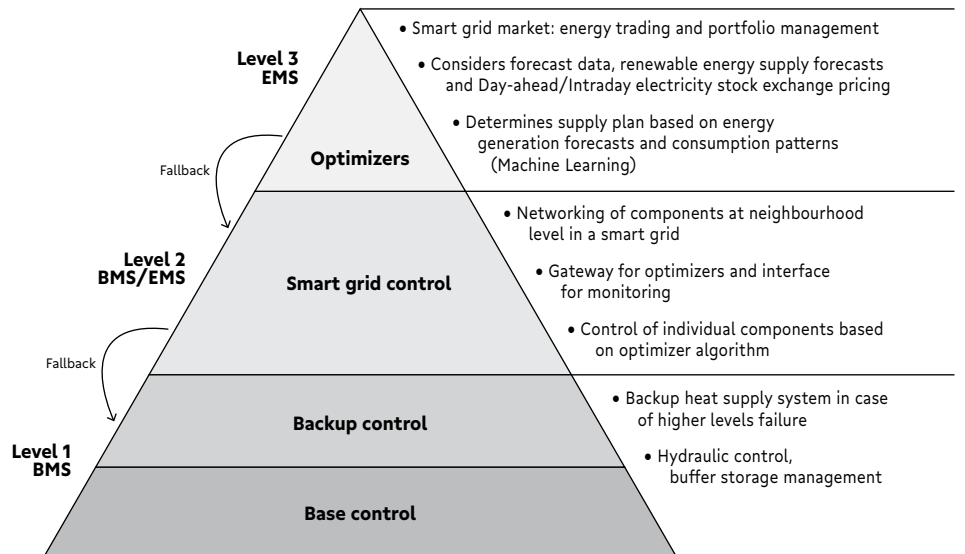 Level 3
EMS
• Smart grid market: energy trading and portfolio management
• Considers forecast data, renewable energy supply forecasts
and Day-ahead/Intraday electricity stock exchange pricing
• Determines supply plan based on energy
generation forecasts and consumption patterns
(Machine Learning)
Optimizers
Fallback
Level 2
BMS/EMS
Smart grid control
• Networking of components at neighbourhood
level in a smart grid
• Gateway for optimizers and interface
for monitoring
• Control of individual components based
on optimizer algorithm
Fallback
Level 1
BMS
Backup control
• Backup heat supply system in case
of higher levels failure
• Hydraulic control,
buffer storage management
Base control